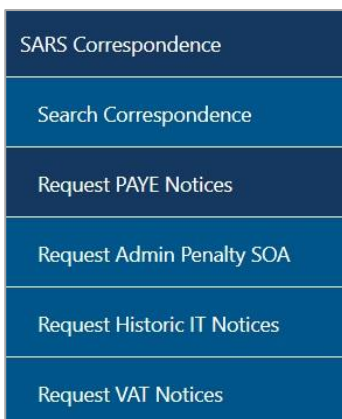 SARS Correspondence
Search Correspondence
Request PAYE Notices
Request Admin Penalty SOA
Request Historic IT Notices
Request VAT Notices